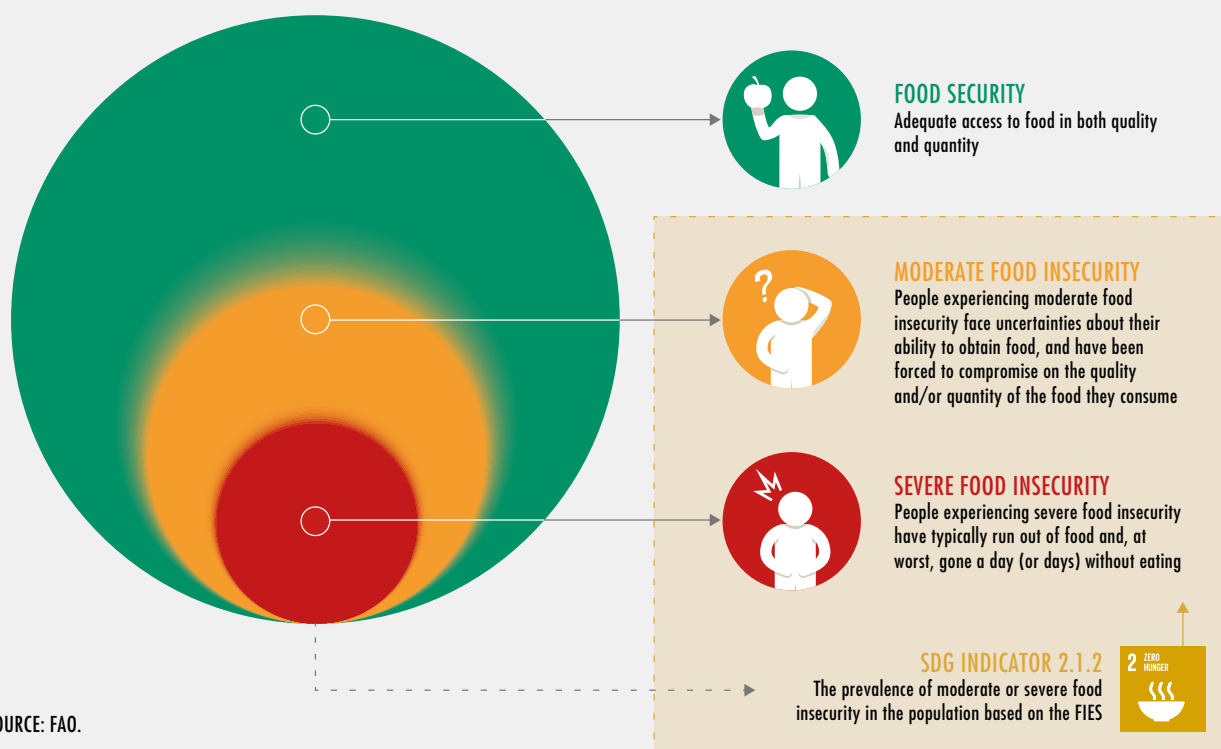 FOOD SECURITY
Adequate access to food in both quality
and quantity
?
MODERATE FOOD INSECURITY
People experiencing moderate food
insecurity face uncertainties about their
ability to obtain food, and have been
forced to compromise on the quality
and/or quantity of the food they consume
SEVERE FOOD INSECURITY
People experiencing severe food insecurity
have typically run out of food and, at
worst, gone a day (or days) without eating
SDG INDICATOR 2.1.2
The prevalence of moderate or severe food
insecurity in the population based on the FIES
2 ZERO
HUNGER
OURCE: FAO.